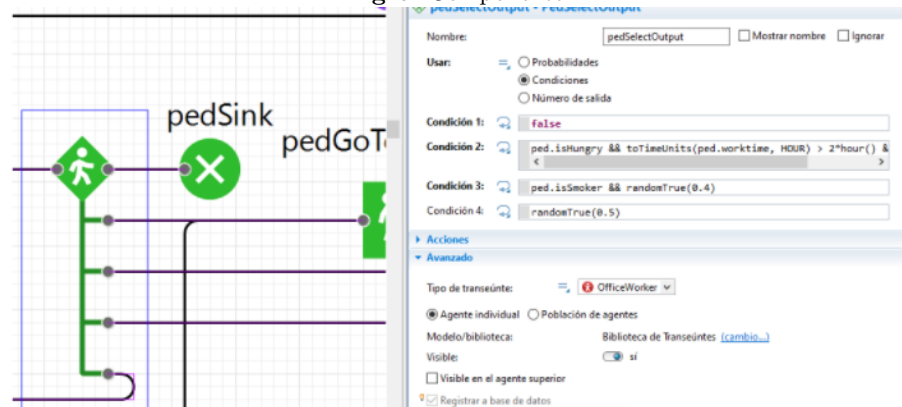 pedSelectOutput - PedSelectOutput
pedSink
pedGoT
Nombre:
pedSelectOutput
Mostrar nombre
Ignorar
Usar:
Probabilidades
Condiciones
Número de salida
Condición 1:
false
Condición 2:
ped.isHungry && toTimeUnits(ped.worktime, HOUR) > 2*hour() &
Condición 3:
ped.isSmoker && randomTrue(0.4)
Condición 4:
randomTrue(0.5)
Acciones
Avanzado
Tipo de transeúnte:
OfficeWorker
Agente individual
Población de agentes
Modelo/biblioteca:
Biblioteca de Transeúntes (cambio...)
Visible:
sí
Visible en el agente superior
Registrar a base de datos